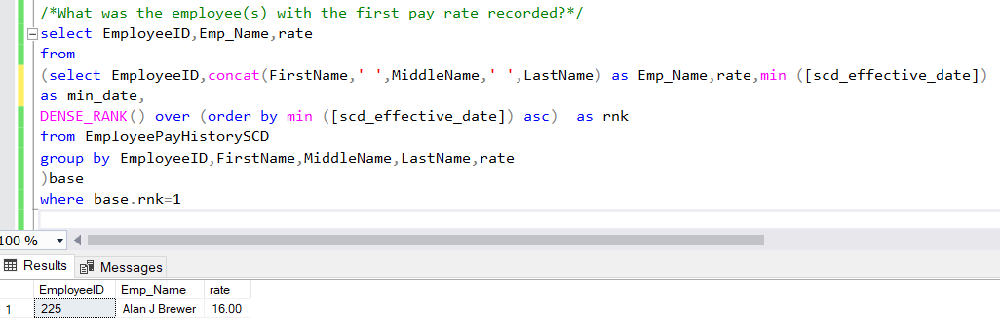 /*What was the employee(s) with the first pay rate recorded?*/
select EmployeeID,Emp_Name,rate
from
(select EmployeeID,concat(FirstName,' ',MiddleName,' ',LastName) as Emp_Name,rate,min ([scd_effective_date])
as min_date,
DENSE_RANK() over (order by min ([scd_effective_date]) asc)  as rnk
from EmployeePayHistorySCD
group by EmployeeID,FirstName,MiddleName,LastName,rate
)base
where base.rnk=1
100 %
Results Messages
EmployeeID Emp_Name rate
1 225 Alan J Brewer 16.00